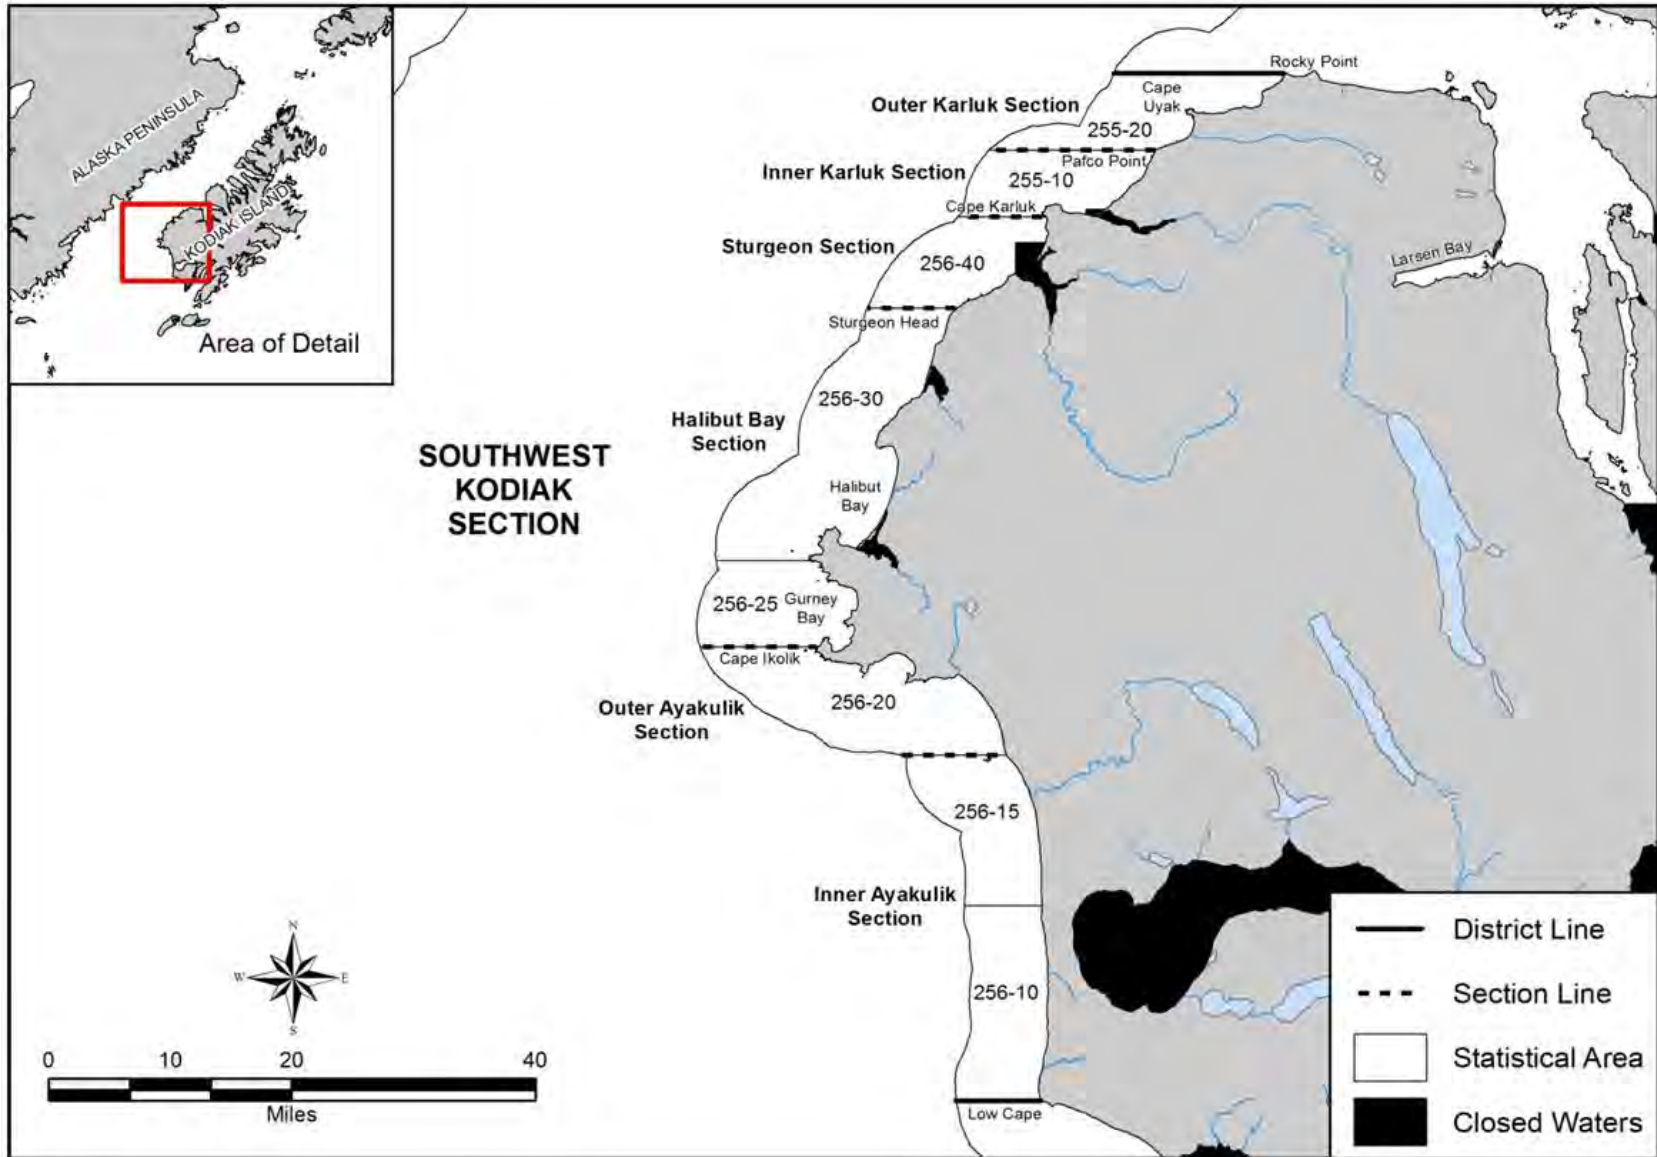 ALASKA PENINSULA
KODIAK ISLAND
Area of Detail
Rocky Point
Cape
Uyak
Outer Karluk Section
255-20
Pafco Point
Inner Karluk Section
255-10
Cape Karluk
Sturgeon Section
256-40
Larsen Bay
Sturgeon Head
256-30
Halibut Bay
Section
SOUTHWEST
KODIAK
SECTION
Halibut
Bay
256-25
Gurney
Bay
Cape Ikolik
256-20
Outer Ayakulik
Section
256-15
Inner Ayakulik
Section
256-10
Low Cape
N
W
E
S
0 10 20 40
Miles
District Line
Section Line
Statistical Area
Closed Waters